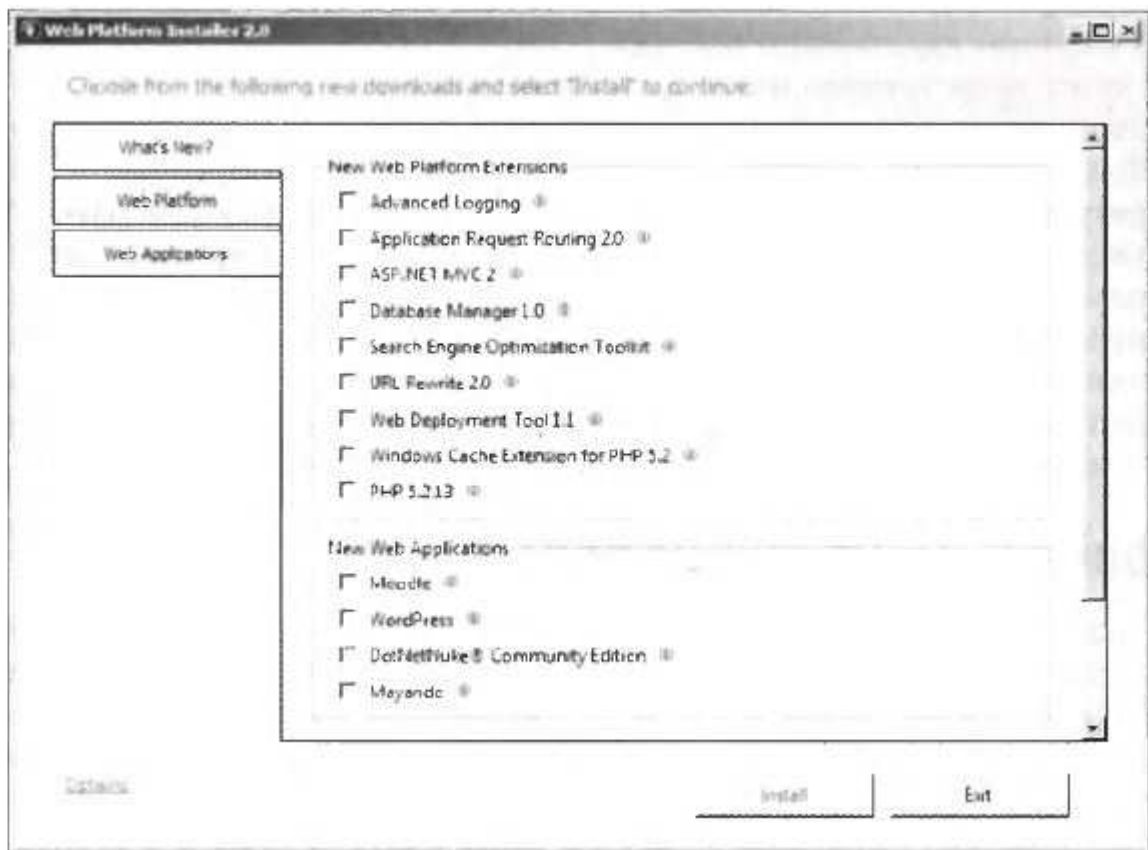 Web Platform Installer 2.0
Choose from the following new downloads and select "Install" to continue.
What's New?
Web Platform
Web Applications
New Web Platform Extensions
Advanced Logging
Application Request Routing 2.0
ASP.NET MVC 2
Database Manager 1.0
Search Engine Optimization Toolkit
URL Rewrite 2.0
Web Deployment Tool 1.1
Windows Cache Extension for PHP 5.2
PHP 5.2.13
New Web Applications
Moodle
WordPress
DotNetNuke® Community Edition
Mayando
Options
Install
Exit